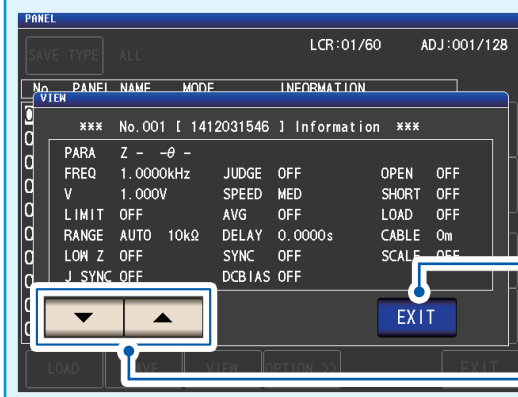 PANEL
SAVE TYPE ALL LCR:01/60 ADJ:001/128
No. PANEL NAME MODE INFORMATION
VIEW
*** No.001 [ 1412031546 ] Information ***
PARA Z - -θ -
FREQ 1.0000kHz JUDGE OFF OPEN OFF
V 1.000V SPEED MED SHORT OFF
LIMIT OFF AVG OFF LOAD OFF
RANGE AUTO 10kΩ DELAY 0.0000s CABLE 0m
LOW Z OFF SYNC OFF SCALE OFF
J SYNC OFF DCBIAS OFF
EXIT
LOAD SAVE VIEW OPTION >> EXIT